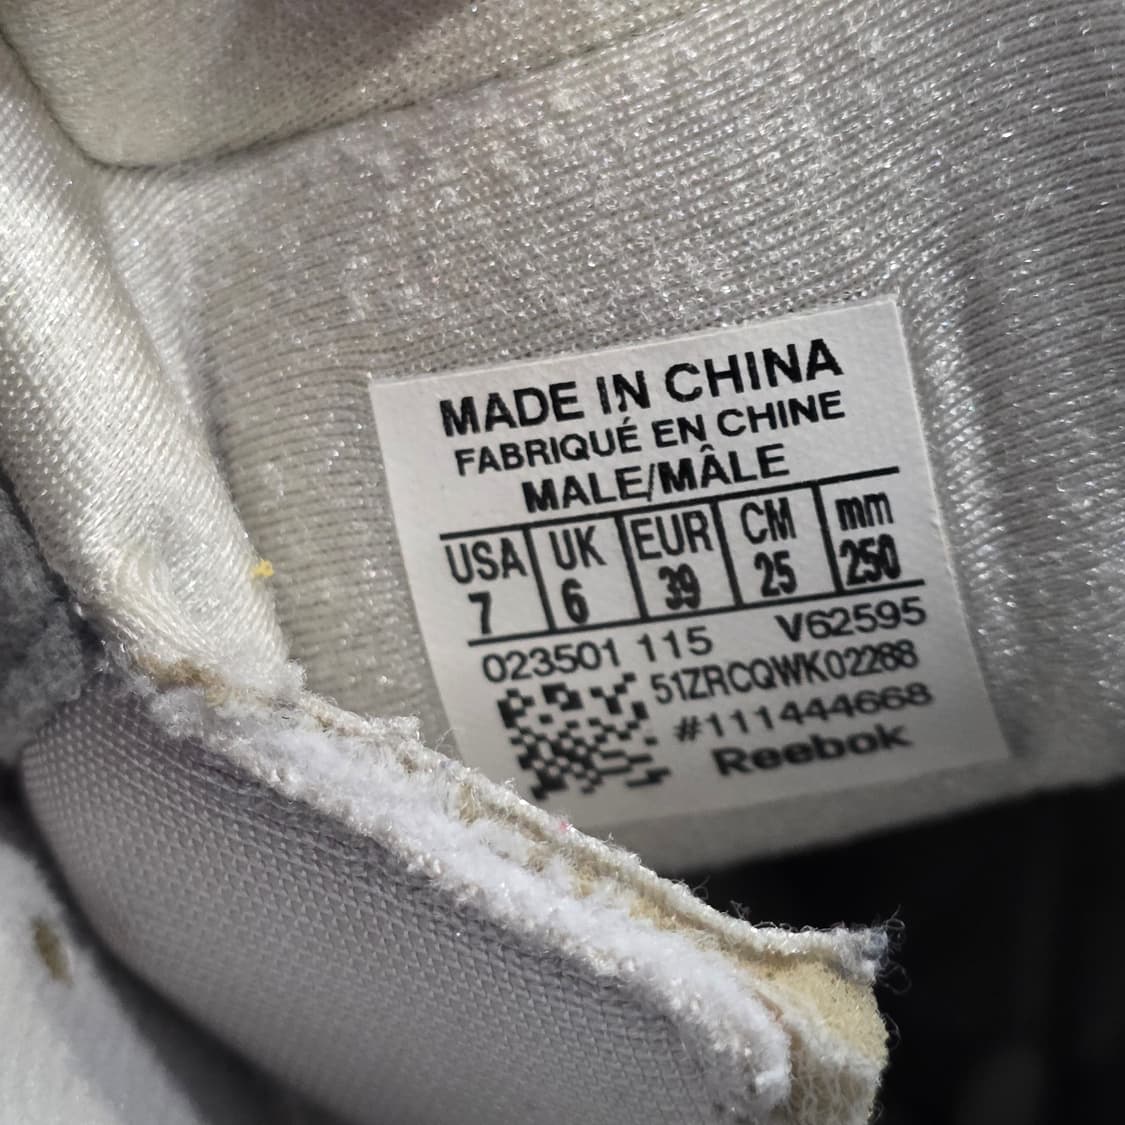 MADE IN CHINA
FABRIQUÉ EN CHINE
MALE/MÂLE
USA UK EUR CM mm
7 6 39 25 250
023501 115 V62595
51ZRCQWK02288
#111444668
Reebok